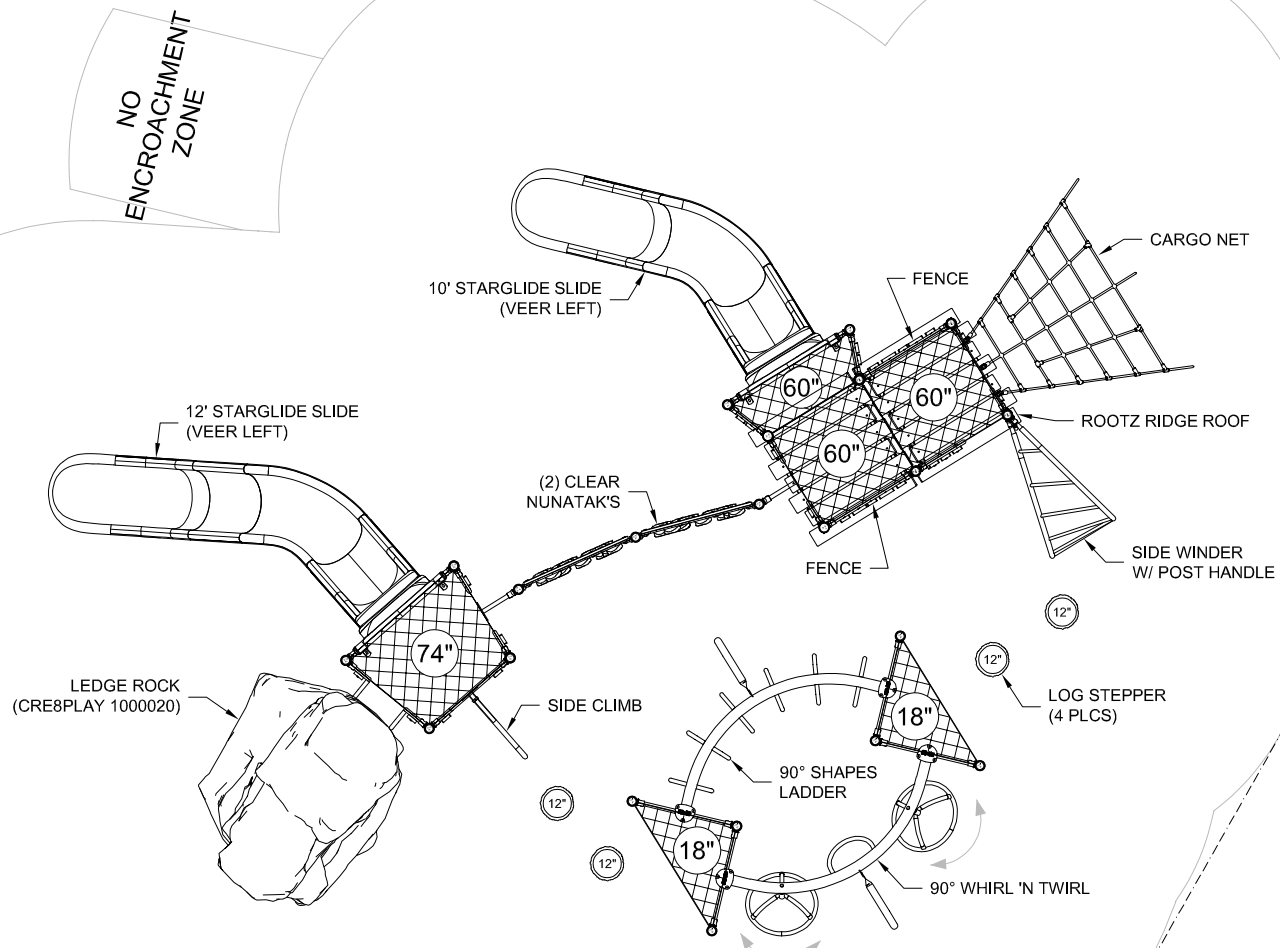 NO
ENCROACHMENT
ZONE
CARGO NET
FENCE
10' STARGLIDE SLIDE
(VEER LEFT)
60"
60"
60"
12' STARGLIDE SLIDE
(VEER LEFT)
ROOTZ RIDGE ROOF
(2) CLEAR
NUNATAK'S
FENCE
SIDE WINDER
W/ POST HANDLE
12"
74"
12"
LEDGE ROCK
(CRE8PLAY 1000020)
SIDE CLIMB
LOG STEPPER
(4 PLCS)
18"
90° SHAPES
LADDER
12"
18"
12"
90° WHIRL 'N TWIRL